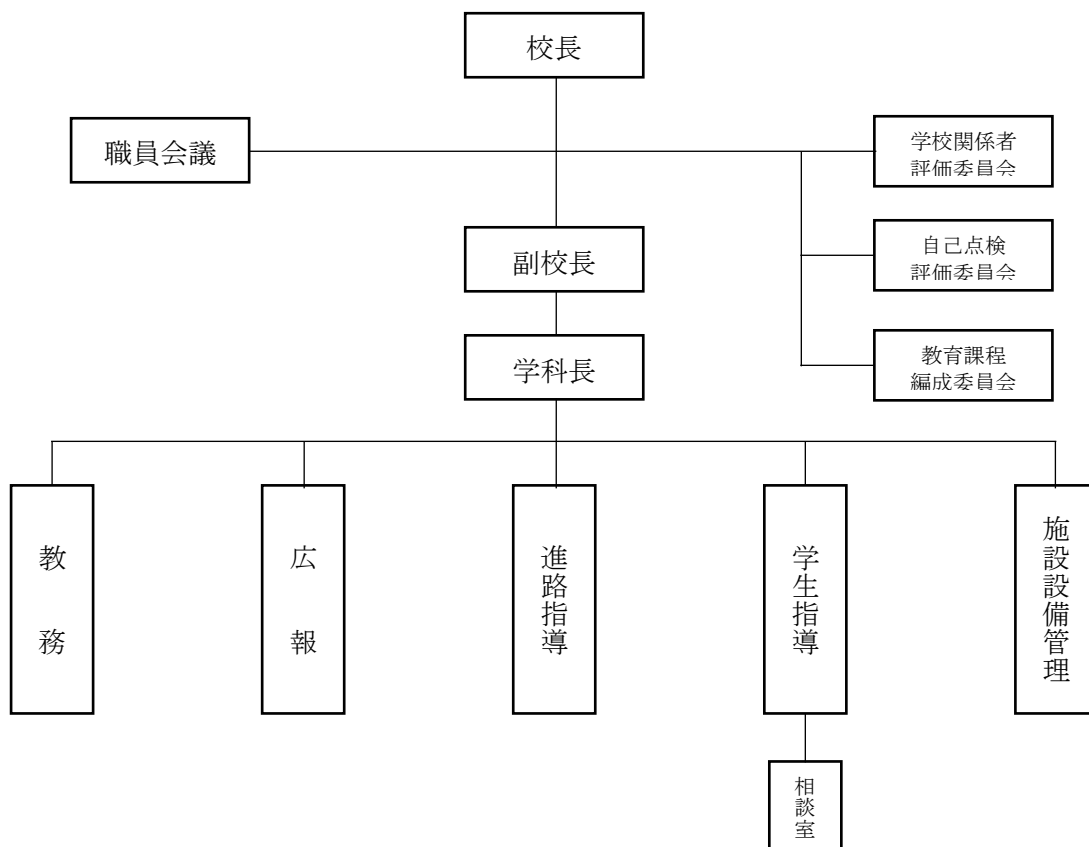 校長
職員会議
学校関係者
評価委員会
副校長
自己点検
評価委員会
学科長
教育課程
編成委員会
教務
広報
進路指導
学生指導
施設設備管理
相談室